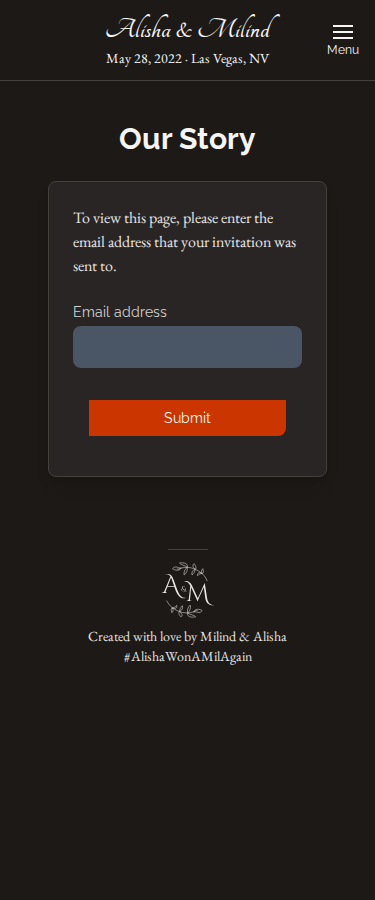 Alisha & Milind
May 28, 2022 · Las Vegas, NV
Menu
Our Story
To view this page, please enter the
email address that your invitation was
sent to.
Email address
Submit
A & M
Created with love by Milind & Alisha
#AlishaWonAMilAgain